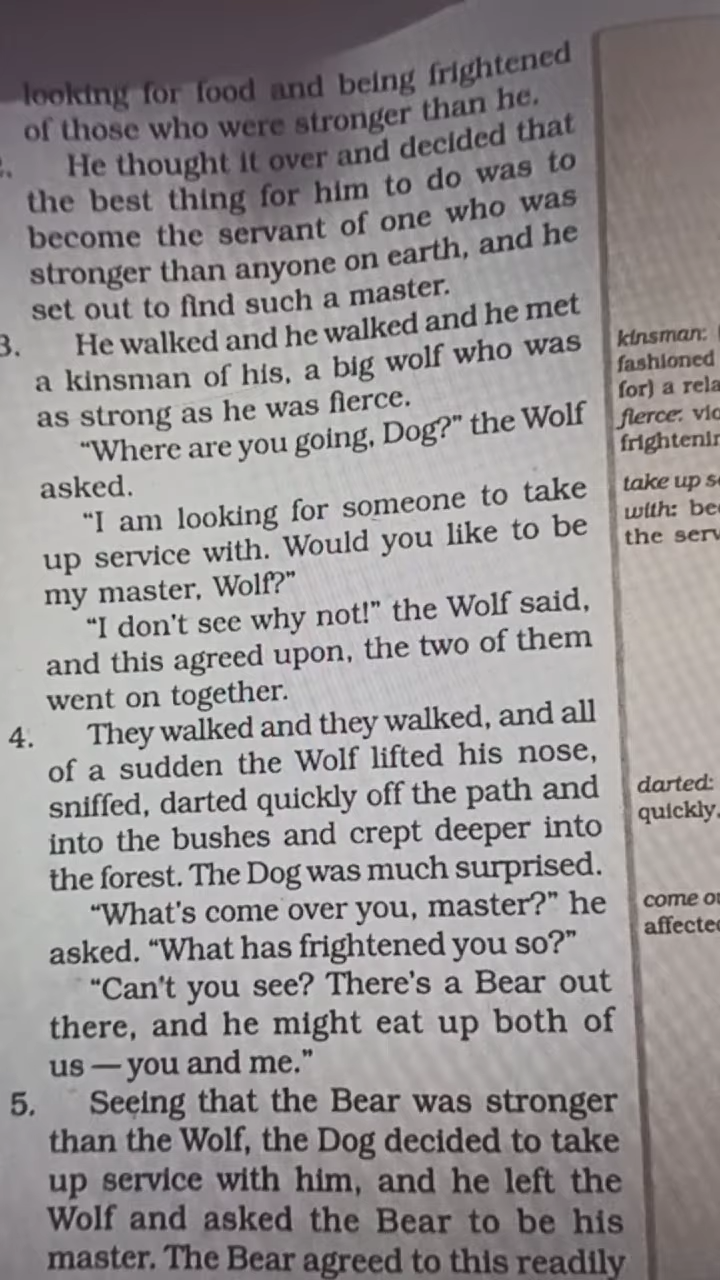 looking for food and being frightened
of those who were stronger than he.
He thought it over and decided that
the best thing for him to do was to
become the servant of one who was
stronger than anyone on earth, and he
set out to find such a master.
3. He walked and he walked and he met
a kinsman of his, a big wolf who was
as strong as he was fierce.
“Where are you going, Dog?” the Wolf
asked.
“I am looking for someone to take
up service with. Would you like to be
my master, Wolf?”
“I don't see why not!” the Wolf said,
and this agreed upon, the two of them
went on together.
4. They walked and they walked, and all
of a sudden the Wolf lifted his nose,
sniffed, darted quickly off the path and
into the bushes and crept deeper into
the forest. The Dog was much surprised.
“What's come over you, master?” he
asked. “What has frightened you so?”
“Can't you see? There's a Bear out
there, and he might eat up both of
us — you and me.”
5. Seeing that the Bear was stronger
than the Wolf, the Dog decided to take
up service with him, and he left the
Wolf and asked the Bear to be his
master. The Bear agreed to this readily
kinsman:
fashioned
for) a
fierce:
take up
with:
the
darted:
quickly.
come